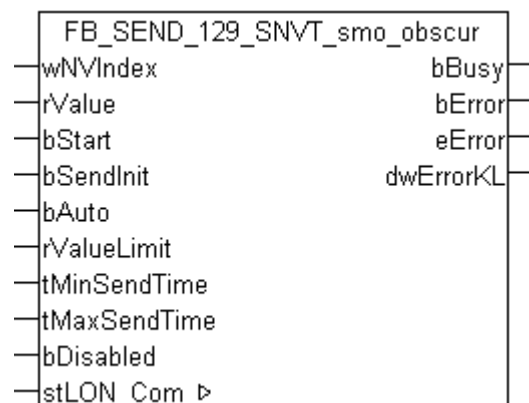 FB_SEND_129_SNVT_smo_obscur
wNVIndex bBusy
rValue bError
bStart eError
bSendInit dwErrorKL
bAuto
rValueLimit
tMinSendTime
tMaxSendTime
bDisabled
stLON_Com ▷